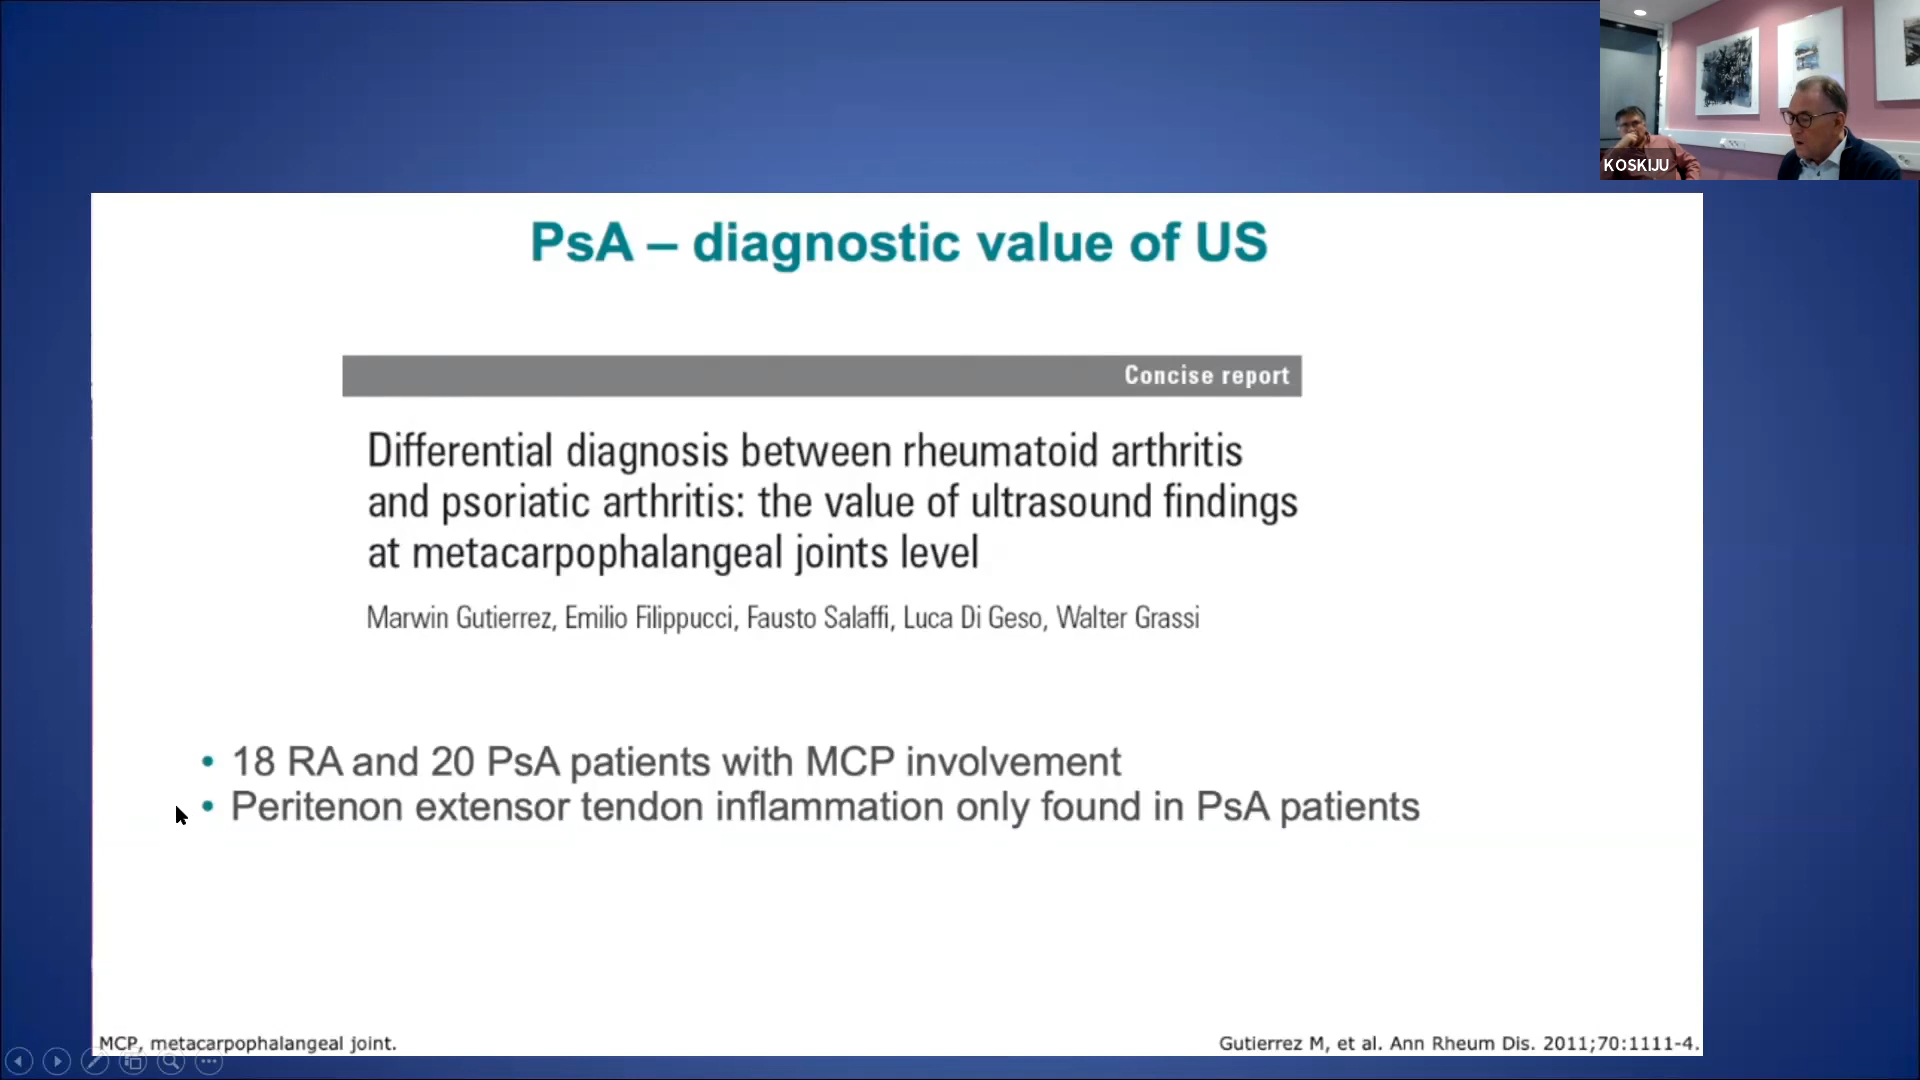 KOSKIJU
PsA – diagnostic value of US
Concise report
Differential diagnosis between rheumatoid arthritis
and psoriatic arthritis: the value of ultrasound findings
at metacarpophalangeal joints level
Marwin Gutierrez, Emilio Filippucci, Fausto Salaffi, Luca Di Geso, Walter Grassi
• 18 RA and 20 PsA patients with MCP involvement
• Peritenon extensor tendon inflammation only found in PsA patients
MCP, metacarpophalangeal joint.
Gutierrez M, et al. Ann Rheum Dis. 2011;70:1111-4.